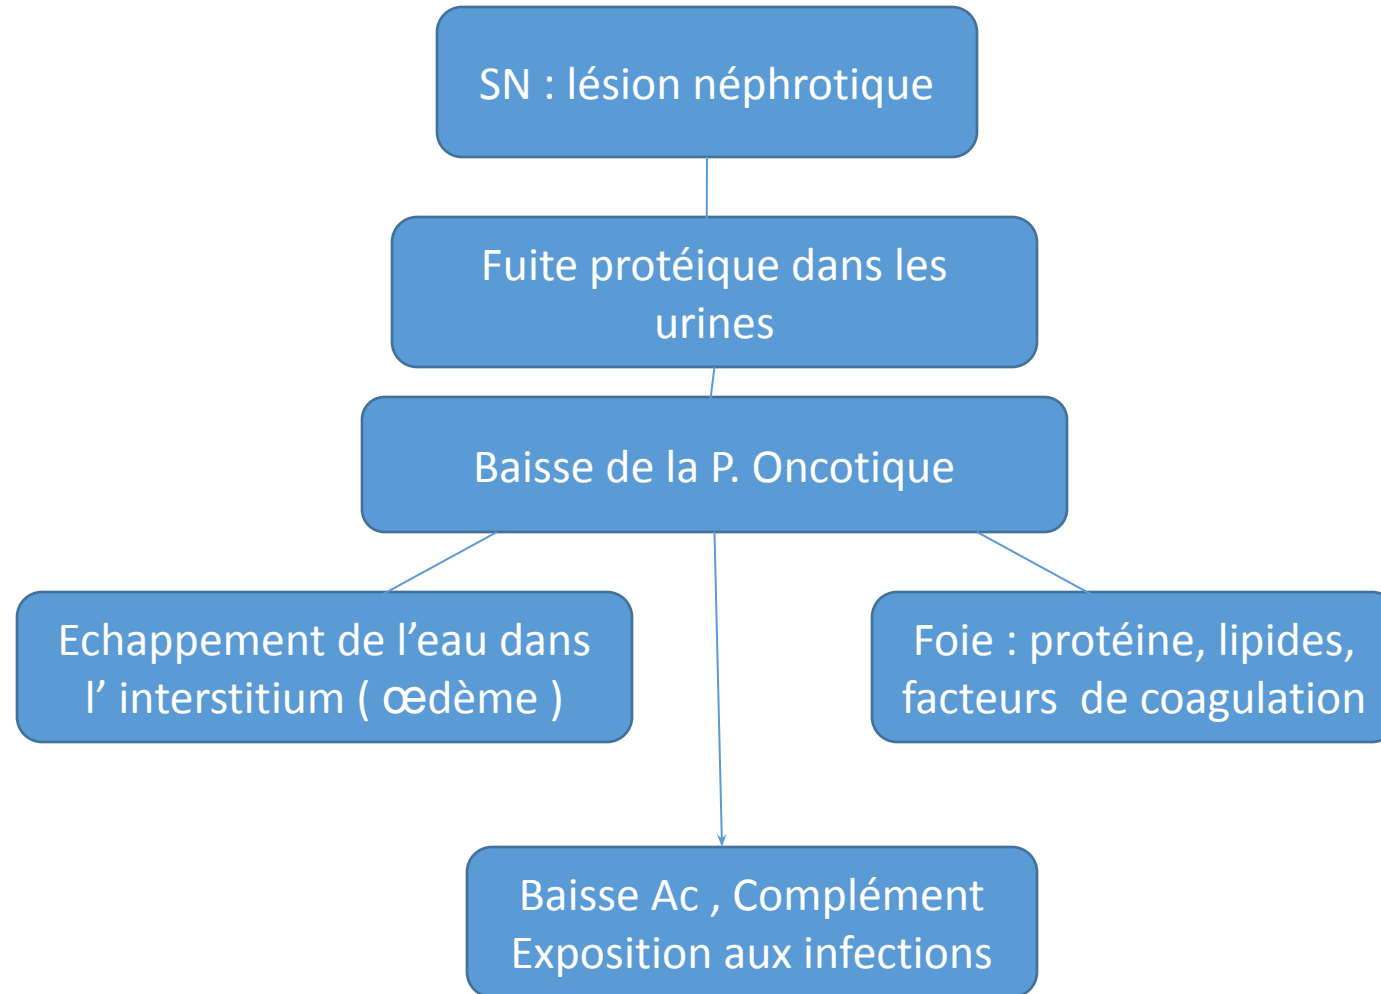 SN : lésion néphrotique
Fuite protéique dans les
urines
Baisse de la P. Oncotique
Echappement de l’eau dans
l’ interstitium ( œdème )
Foie : protéine, lipides,
facteurs  de coagulation
Baisse Ac , Complément
Exposition aux infections